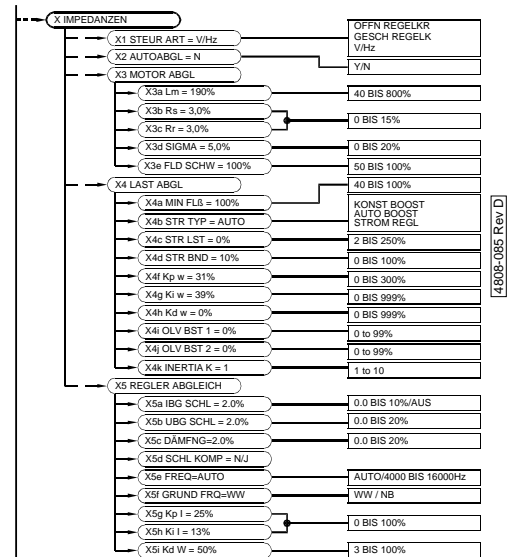 X IMPEDANZEN
X1 STEUR ART = V/Hz
OFFN REGELKR
GESCH REGELK
V/Hz
X2 AUTOABGL = N
Y/N
X3 MOTOR ABGL
X3a Lm = 190%
40 BIS 800%
X3b Rs = 3,0%
X3c Rr = 3,0%
0 BIS 15%
X3d SIGMA = 5,0%
0 BIS 20%
X3e FLD SCHW = 100%
50 BIS 100%
X4 LAST ABGL
X4a MIN FLß = 100%
40 BIS 100%
X4b STR TYP = AUTO
KONST BOOST
AUTO BOOST
STROM REGL
X4c STR LST = 0%
2 BIS 250%
X4d STR BND = 10%
0 BIS 100%
X4f Kp w = 31%
0 BIS 300%
X4g Ki w = 39%
0 BIS 999%
X4h Kd w = 0%
0 BIS 999%
X4i OLV BST 1 = 0%
0 to 99%
X4j OLV BST 2 = 0%
0 to 99%
X4k INERTIA K = 1
1 to 10
X5 REGLER ABGLEICH
X5a IBG SCHL = 2.0%
0.0 BIS 10%/AUS
X5b UBG SCHL = 2.0%
0.0 BIS 20%
X5c DÄMFNG=2.0%
0.0 BIS 20%
X5d SCHL KOMP = N/J
X5e FREQ=AUTO
AUTO/4000 BIS 16000Hz
X5f GRUND FRQ=WW
WW / NB
X5g Kp I = 25%
X5h Ki I = 13%
0 BIS 100%
X5i Kd W = 50%
3 BIS 100%
4808-085 Rev D